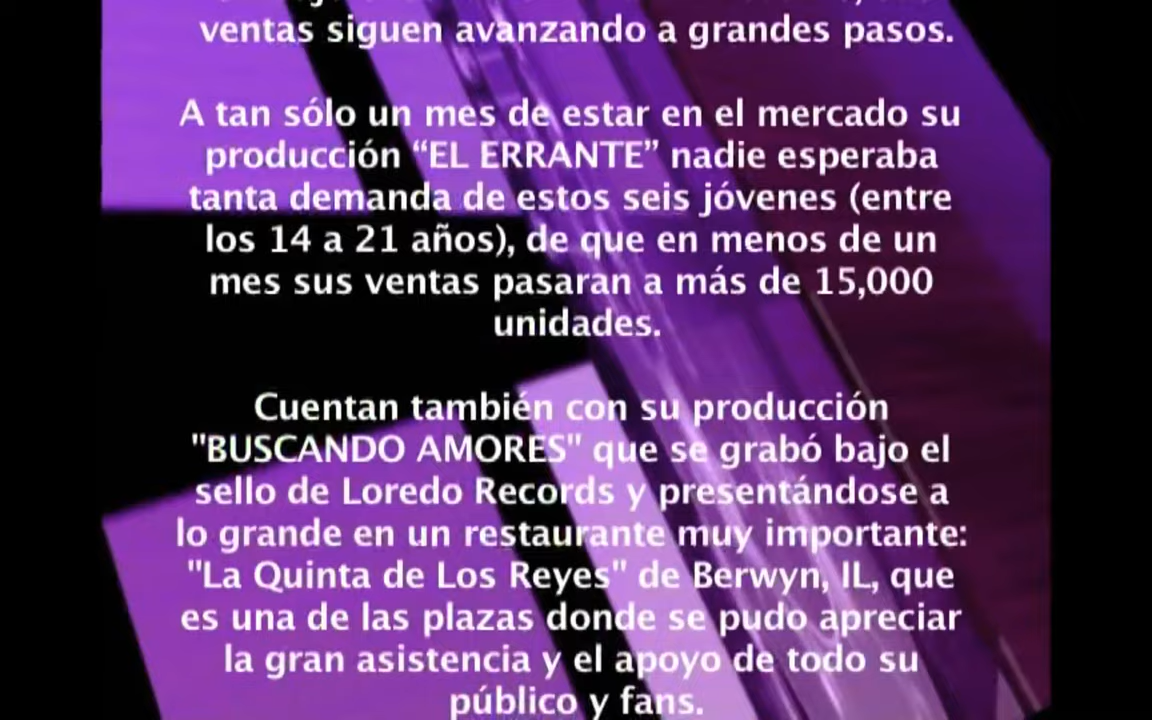 ventas siguen avanzando a grandes pasos.
A tan sólo un mes de estar en el mercado su
producción “EL ERRANTE” nadie esperaba
tanta demanda de estos seis jóvenes (entre
los 14 a 21 años), de que en menos de un
mes sus ventas pasaran a más de 15,000
unidades.
Cuentan también con su producción
"BUSCANDO AMORES" que se grabó bajo el
sello de Loredo Records y presentándose a
lo grande en un restaurante muy importante:
"La Quinta de Los Reyes" de Berwyn, IL, que
es una de las plazas donde se pudo apreciar
la gran asistencia y el apoyo de todo su
público y fans.